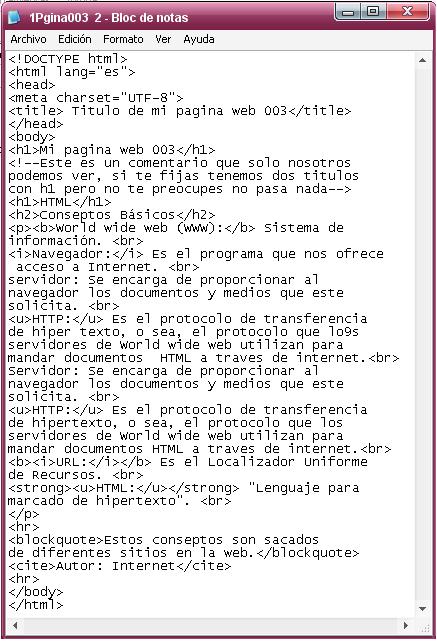 1Pgina003 2 - Bloc de notas
Archivo Edición Formato Ver Ayuda
<!DOCTYPE html>
<html lang="es">
<head>
<meta charset="UTF-8">
<title> Titulo de mi pagina web 003</title>
</head>
<body>
<h1>Mi pagina web 003</h1>
<!--Este es un comentario que solo nosotros
podemos ver, si te fijas tenemos dos titulos
con h1 pero no te preocupes no pasa nada-->
<h1>HTML</h1>
<h2>Conseptos Básicos</h2>
<p><b>World wide web (WWW):</b> Sistema de
información. <br>
<i>Navegador:</i> Es el programa que nos ofrece
acceso a Internet. <br>
servidor: Se encarga de proporcionar al
navegador los documentos y medios que este
solicita. <br>
<u>HTTP:</u> Es el protocolo de transferencia
de hiper texto, o sea, el protocolo que lo9s
servidores de World wide web utilizan para
mandar documentos  HTML a traves de internet.<br>
Servidor: Se encarga de proporcionar al
navegador los documentos y medios que este
solicita. <br>
<u>HTTP:</u> Es el protocolo de transferencia
de hipertexto, o sea, el protocolo que los
servidores de World wide web utilizan para
mandar documentos HTML a traves de internet.<br>
<b><i>URL:</i></b> Es el Localizador Uniforme
de Recursos. <br>
<strong><u>HTML:</u></strong> "Lenguaje para
marcado de hipertexto". <br>
</p>
<hr>
<blockquote>Estos conseptos son sacados
de diferentes sitios en la web.</blockquote>
<cite>Autor: Internet</cite>
<hr>
</body>
</html>